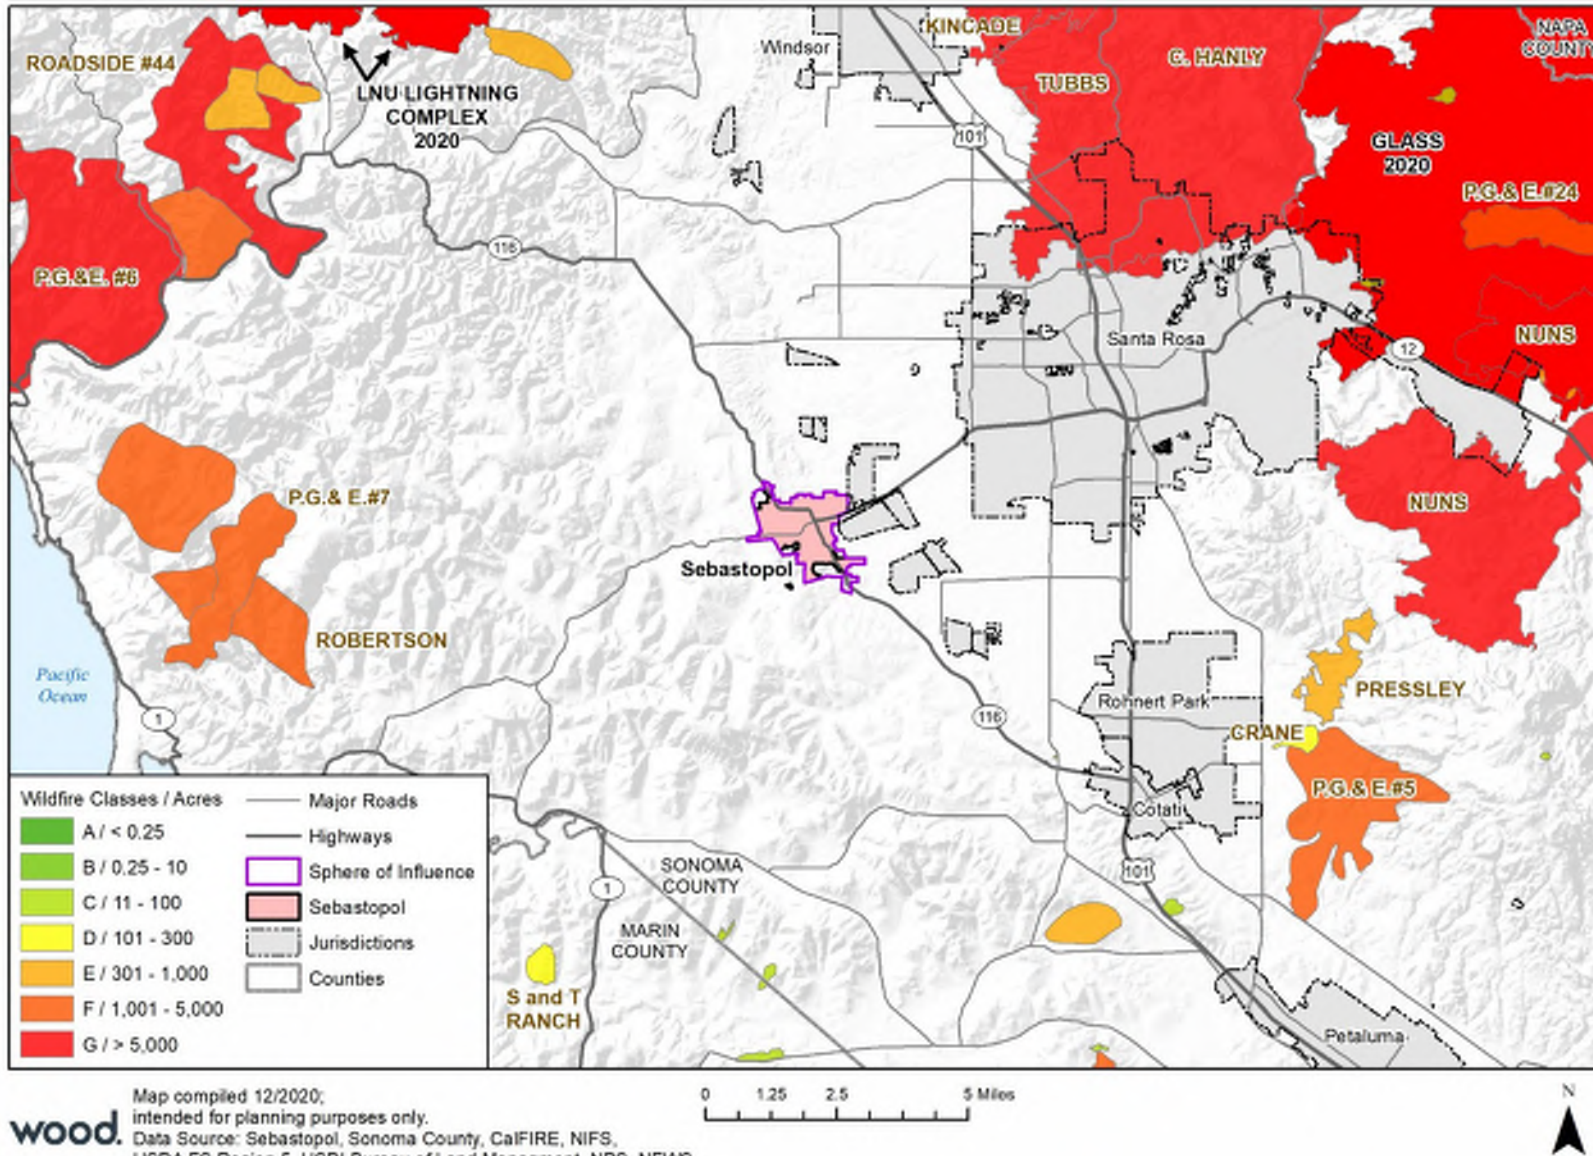 KINCADE
NAPA
COUNTY
Windsor
C. HANLY
ROADSIDE #44
TUBBS
LNU LIGHTNING
COMPLEX
2020
101
GLASS
2020
P.G.& E.#24
116
P.G.&E. #6
NUNS
Santa Rosa
12
P.G.& E.#7
NUNS
Sebastopol
ROBERTSON
Pacific
Ocean
PRESSLEY
Rohnert Park
1
116
CRANE
P.G.& E.#5
Cotati
Wildfire Classes / Acres
A / < 0.25
B / 0.25 - 10
C / 11 - 100
D / 101 - 300
E / 301 - 1,000
F / 1,001 - 5,000
G / > 5,000
Major Roads
Highways
Sphere of Influence
Sebastopol
Jurisdictions
Counties
SONOMA
COUNTY
101
1
MARIN
COUNTY
S and T
RANCH
Petaluma
wood.
Map compiled 12/2020;
intended for planning purposes only.
Data Source: Sebastopol, Sonoma County, CalFIRE, NIFS,
0 1.25 2.5 5 Miles
N